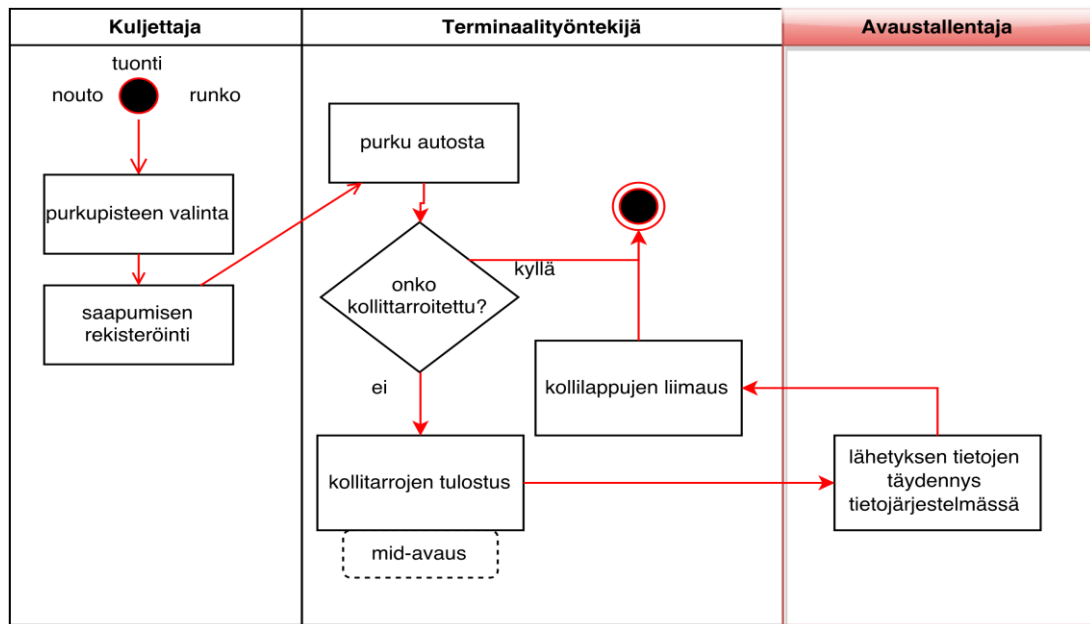 Kuljettaja
Terminaalityöntekijä
Avaustallentaja
tuonti
nouto
runko
purkupisteen valinta
saapumisen
rekisteröinti
purku autosta
onko
kollittarroitettu?
kyllä
ei
kollilappujen liimaus
kollitarrojen tulostus
mid-avaus
lähetyksen tietojen
täydennys
tietojärjestelmässä